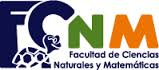 FCNM
Facultad de Ciencias
Naturales y Matemáticas